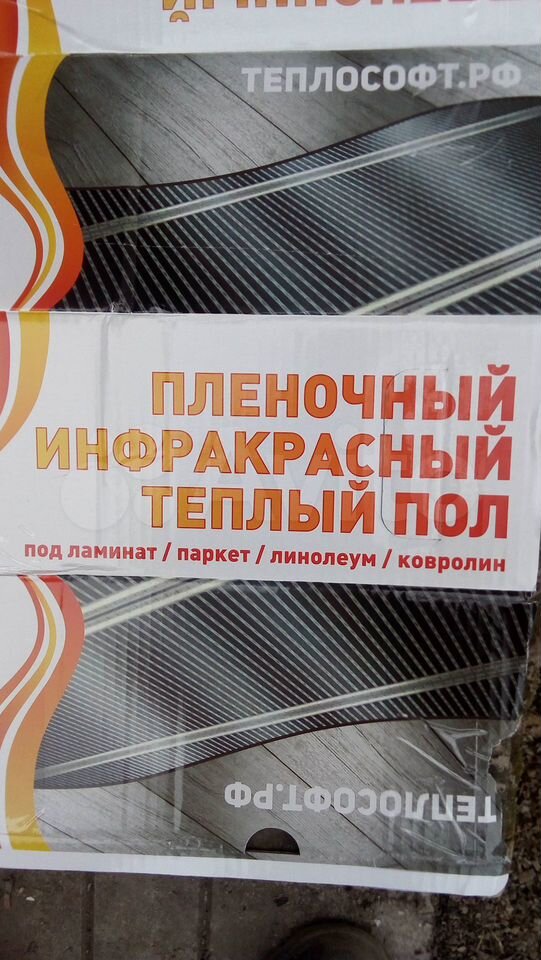 ТЕПЛОСОФТ.РФ
ПЛЕНОЧНЫЙ
ИНФРАКРАСНЫЙ
ТЕПЛЫЙ ПОЛ
под ламинат / паркет / линолеум / ковролин
ТЕПЛОСОФТ.РФ